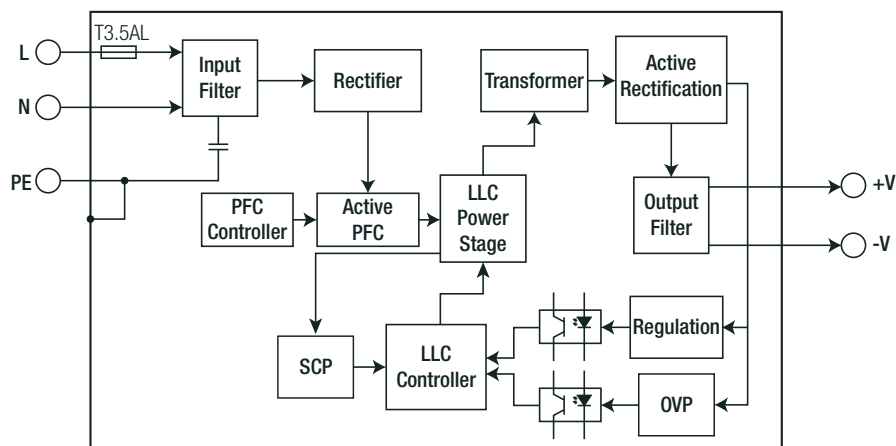 T3.5AL
L
Input
Filter
Rectifier
Transformer
Active
Rectification
N
PE
PFC
Controller
Active
PFC
LLC
Power
Stage
Output
Filter
+V
-V
SCP
LLC
Controller
Regulation
OVP